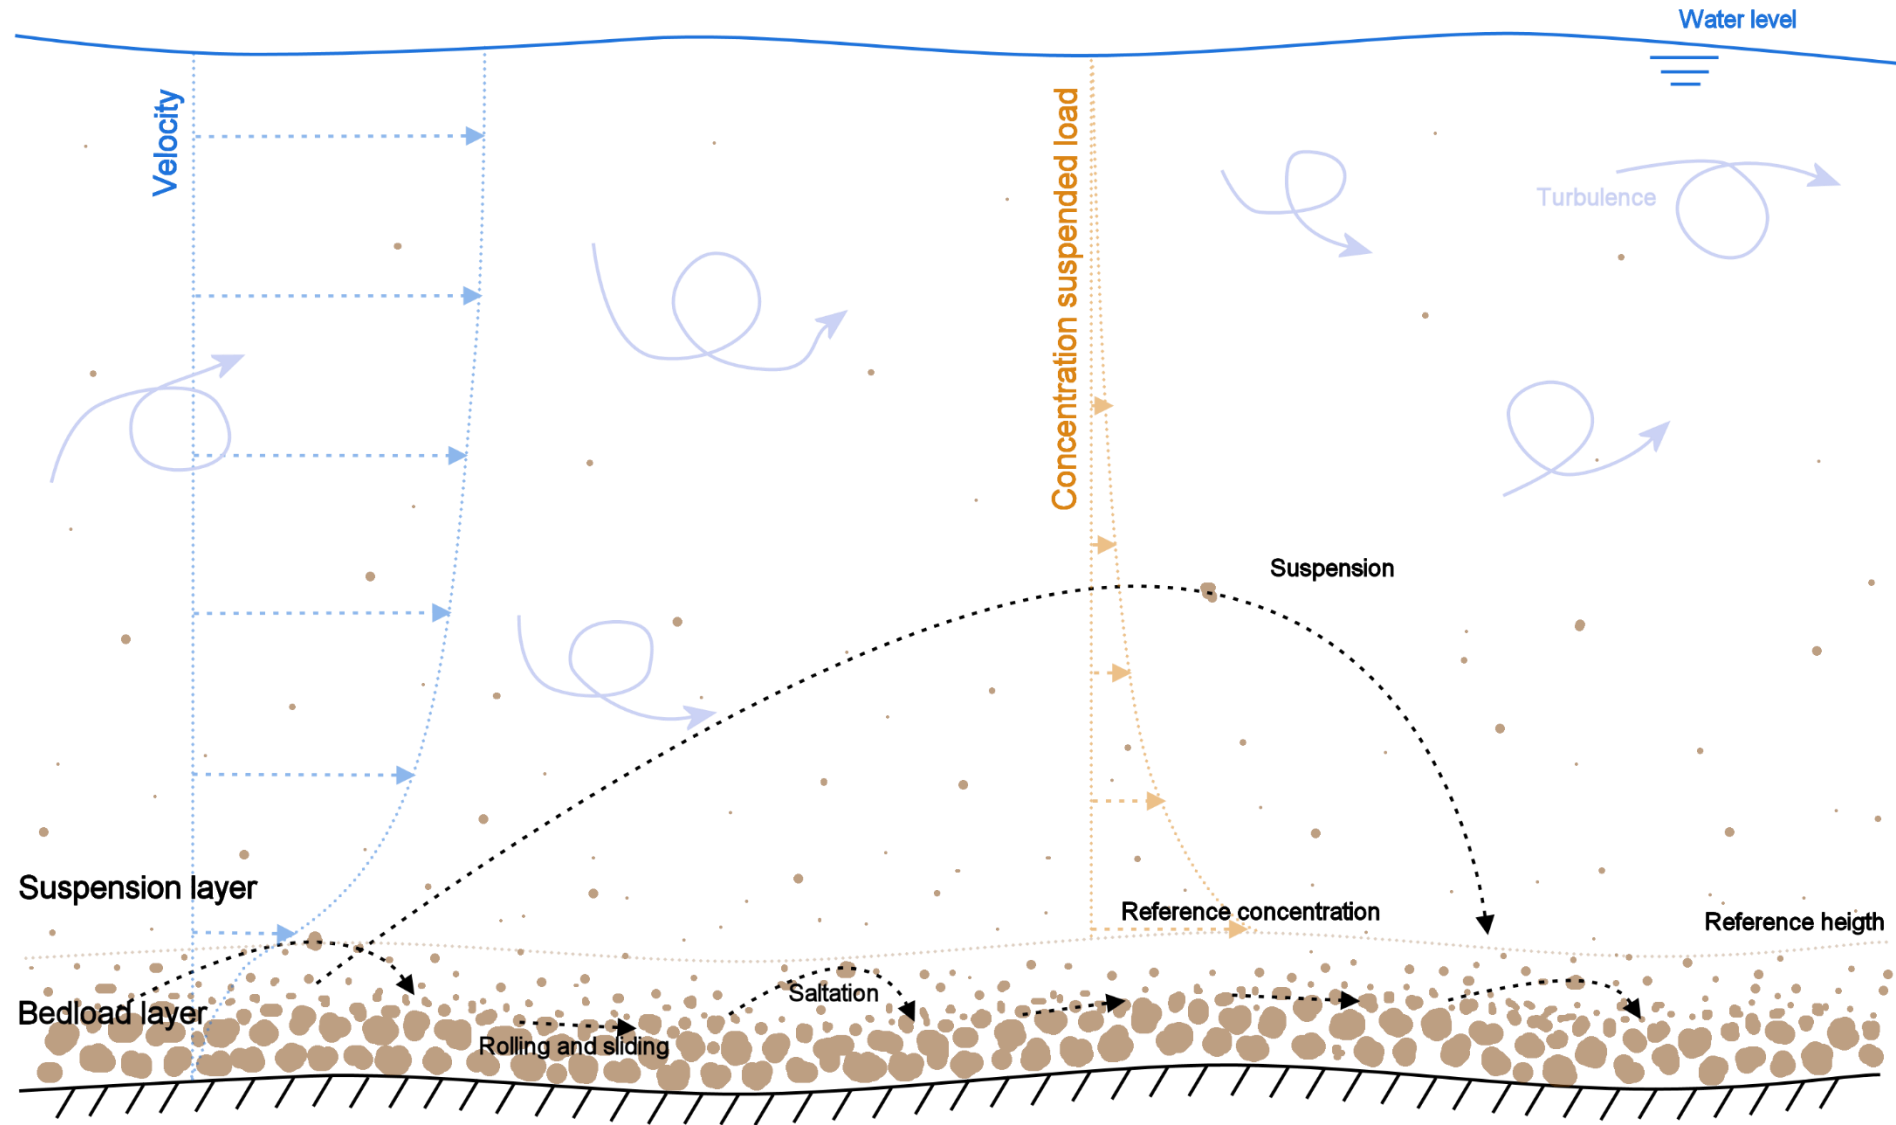 Water level
Velocity
Concentration suspended load
Turbulence
Suspension
Suspension layer
Reference concentration
Reference heigth
Saltation
Bedload layer
Rolling and sliding